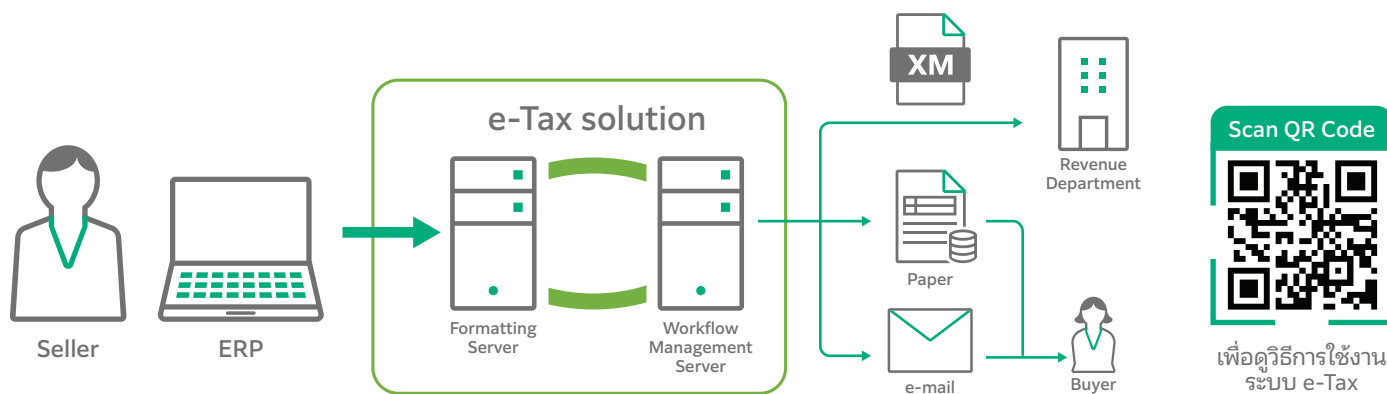 e-Tax solution
XM
Scan QR Code
Revenue
Department
Paper
Formatting
Server
Workflow
Management
Server
Seller
ERP
e-mail
Buyer
เพื่อดูวิธีการใช้งาน
ระบบ e-Tax